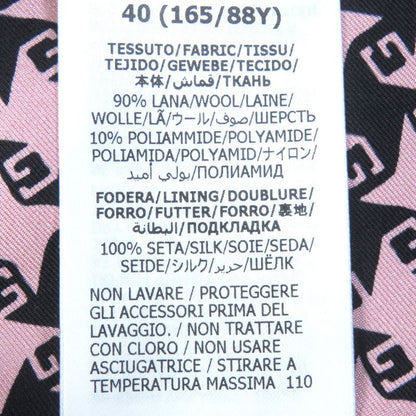 40 (165/88Y)
TESSUTO/FABRIC/TISSU/
TEJIDO/GEWEBE/TECIDO/
本体/قماش/ТКАНЬ
90% LANA/WOOL/LAINE/
WOLLE/LÃ/ウール/صوف/ШЕРСТЬ
10% POLIAMMIDE/POLYAMIDE/
POLIAMIDA/POLYAMID/ナイロン/
بولي أميد/ПОЛИАМИД
FODERA/LINING/DOUBLURE/
FORRO/FUTTER/FORRO/裏地/
البطانة/ПОДКЛАДКА
100% SETA/SILK/SOIE/SEDA/
SEIDE/シルク/حرير/ШЁЛК
NON LAVARE / PROTEGGERE
GLI ACCESSORI PRIMA DEL
LAVAGGIO. / NON TRATTARE
CON CLORO / NON USARE
ASCIUGATRICE / STIRARE A
TEMPERATURA MASSIMA 110